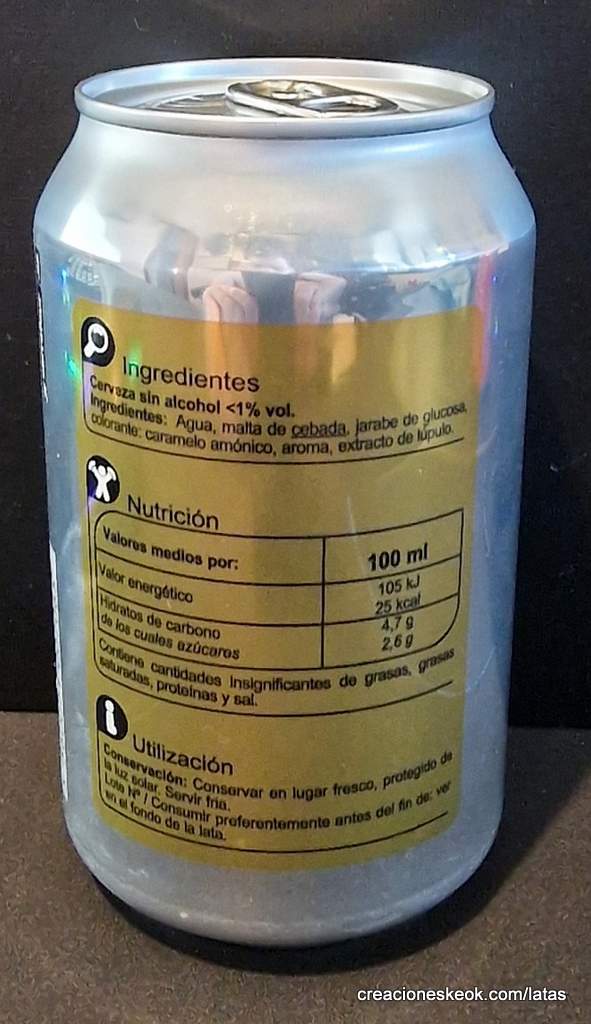 Ingredientes
Cerveza sin alcohol <1% vol.
Ingredientes: Agua, malta de cebada, jarabe de glucosa,
colorante: caramelo amónico, aroma, extracto de lúpulo.
Nutrición
Valores medios por: 100 ml
Valor energético 105 kJ
25 kcal
Hidratos de carbono 4,7 g
de los cuales azúcares 2,6 g
Contiene cantidades insignificantes de grasas, grasas
saturadas, proteínas y sal.
Utilización
Conservación: Conservar en lugar fresco, protegido de
la luz solar. Servir fría.
Lote Nº / Consumir preferentemente antes del fin de: ver
en el fondo de la lata.
creacioneskeok.com/latas